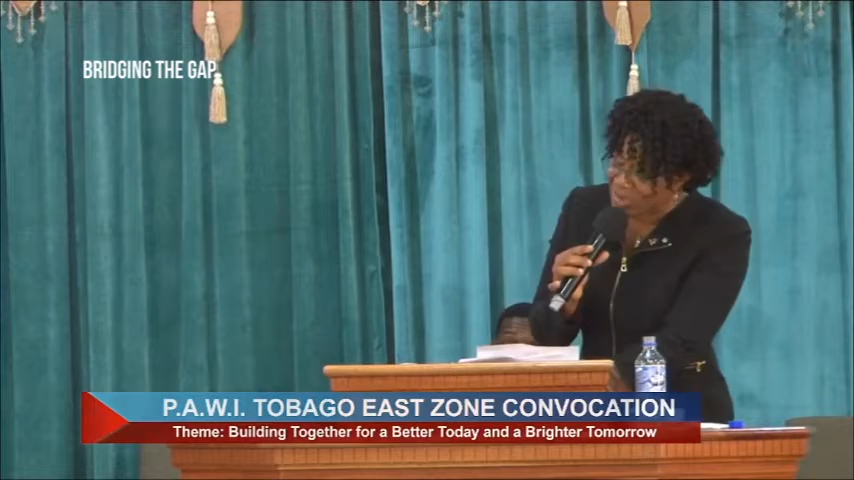 BRIDGING THE GAP
P.A.W.I. TOBAGO EAST ZONE CONVOCATION
Theme: Building Together for a Better Today and a Brighter Tomorrow